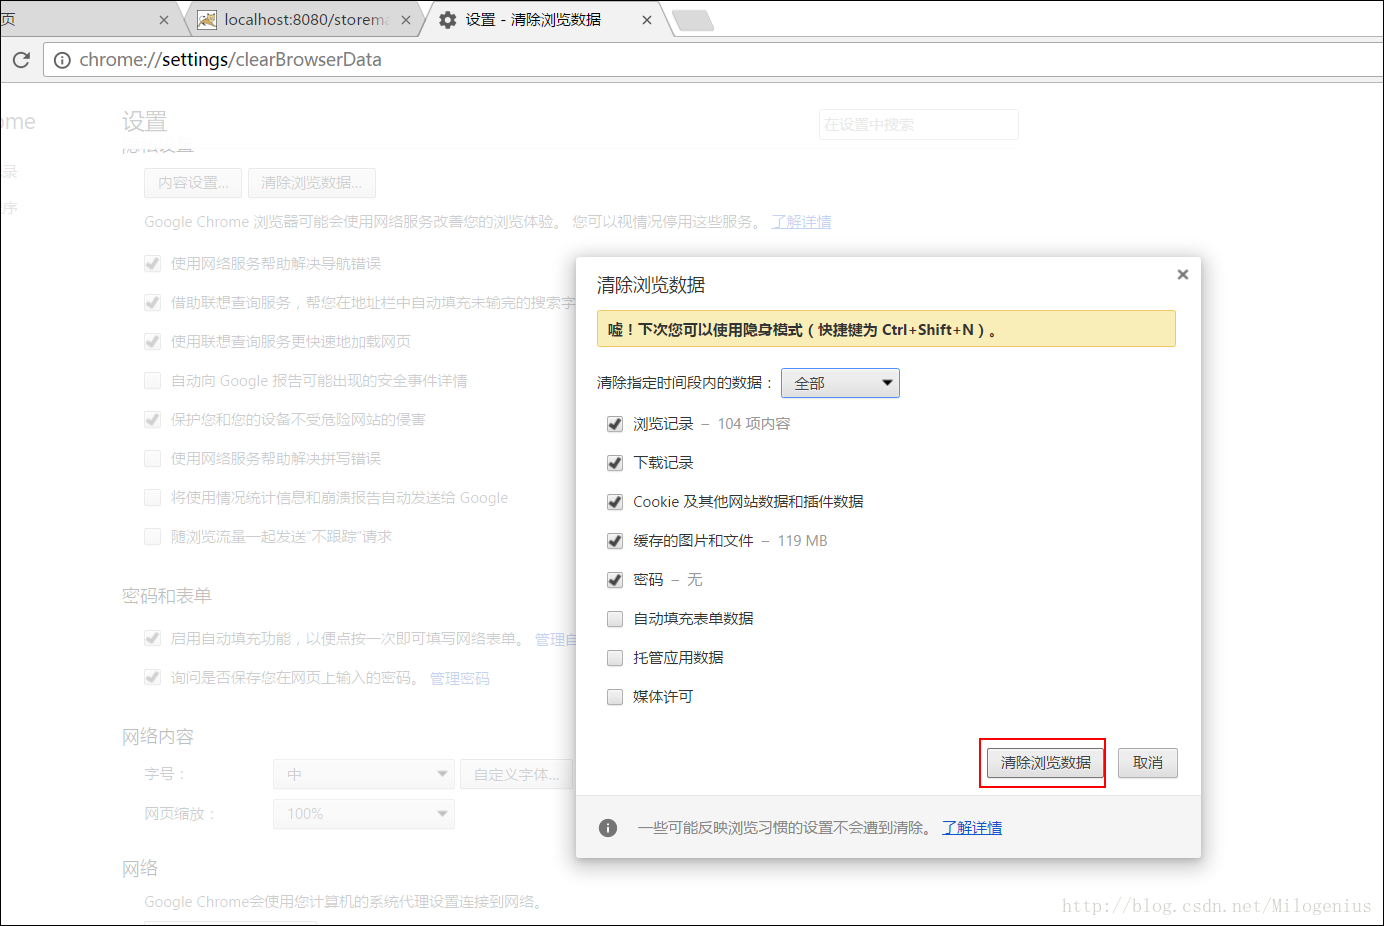 页
localhost:8080/storema
设置 - 清除浏览数据
chrome://settings/clearBrowserData
ome
设置
在设置中搜索
隐私设置
录
内容设置...
清除浏览数据...
序
Google Chrome 浏览器可能会使用网络服务改善您的浏览体验。 您可以视情况停用这些服务。 了解详情
使用网络服务帮助解决导航错误
借助联想查询服务，帮您在地址栏中自动填充未输完的搜索字
使用联想查询服务更快速地加载网页
自动向 Google 报告可能出现的安全事件详情
保护您和您的设备不受危险网站的侵害
使用网络服务帮助解决拼写错误
将使用情况统计信息和崩溃报告自动发送给 Google
随浏览流量一起发送"不跟踪"请求
密码和表单
启用自动填充功能，以便点按一次即可填写网络表单。 管理自
询问是否保存您在网页上输入的密码。 管理密码
网络内容
字号：
中
自定义字体...
网页缩放：
100%
网络
Google Chrome会使用您计算机的系统代理设置连接到网络。
清除浏览数据
嘘！下次您可以使用隐身模式（快捷键为 Ctrl+Shift+N）。
清除指定时间段内的数据：
全部
浏览记录 – 104 项内容
下载记录
Cookie 及其他网站数据和插件数据
缓存的图片和文件 – 119 MB
密码 – 无
自动填充表单数据
托管应用数据
媒体许可
清除浏览数据
取消
一些可能反映浏览习惯的设置不会遭到清除。 了解详情
http://blog.csdn.net/Milogenius